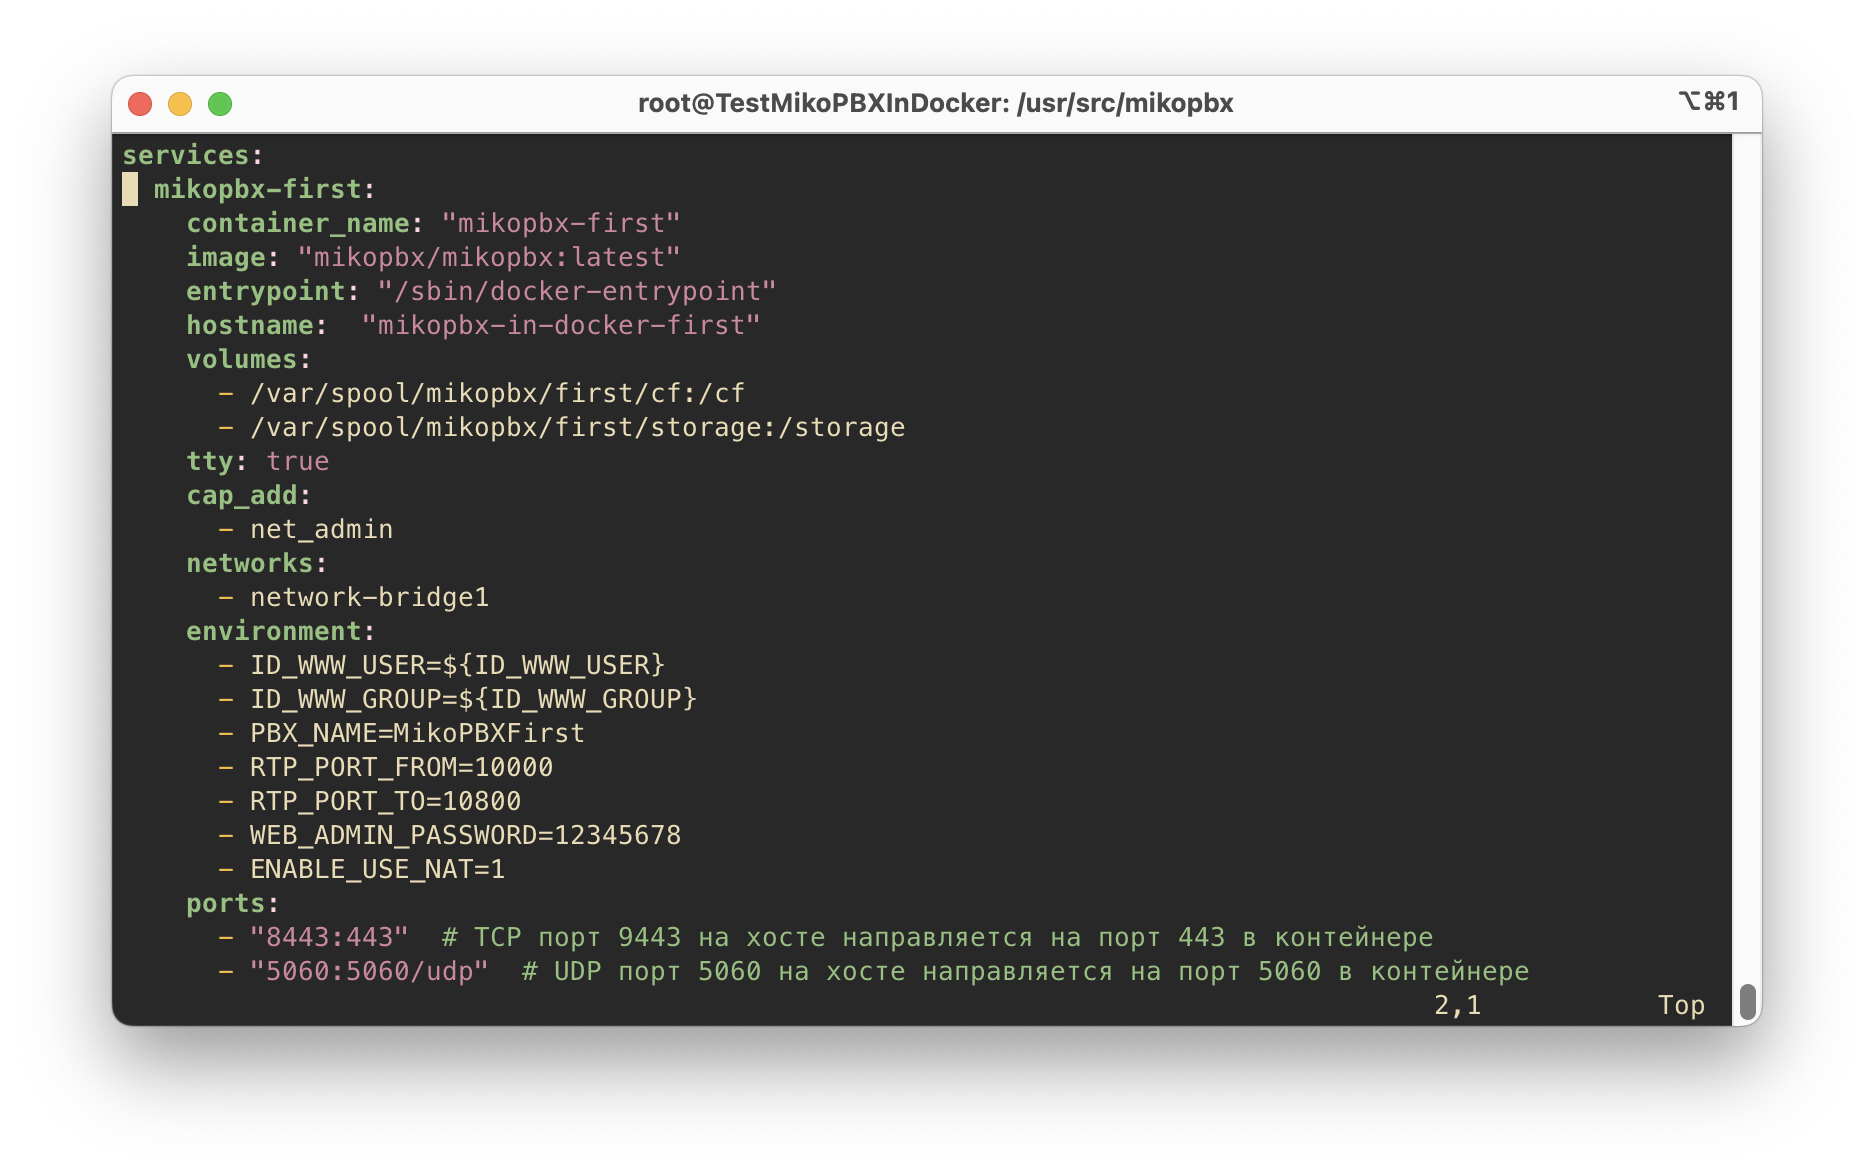 root@TestMikoPBXInDocker: /usr/src/mikopbx
⌥⌘1
services:
  mikopbx-first:
    container_name: "mikopbx-first"
    image: "mikopbx/mikopbx:latest"
    entrypoint: "/sbin/docker-entrypoint"
    hostname:  "mikopbx-in-docker-first"
    volumes:
      - /var/spool/mikopbx/first/cf:/cf
      - /var/spool/mikopbx/first/storage:/storage
    tty: true
    cap_add:
      - net_admin
    networks:
      - network-bridge1
    environment:
      - ID_WWW_USER=${ID_WWW_USER}
      - ID_WWW_GROUP=${ID_WWW_GROUP}
      - PBX_NAME=MikoPBXFirst
      - RTP_PORT_FROM=10000
      - RTP_PORT_TO=10800
      - WEB_ADMIN_PASSWORD=12345678
      - ENABLE_USE_NAT=1
    ports:
      - "8443:443"  # TCP порт 9443 на хосте направляется на порт 443 в контейнере
      - "5060:5060/udp"  # UDP порт 5060 на хосте направляется на порт 5060 в контейнере
2,1 Top